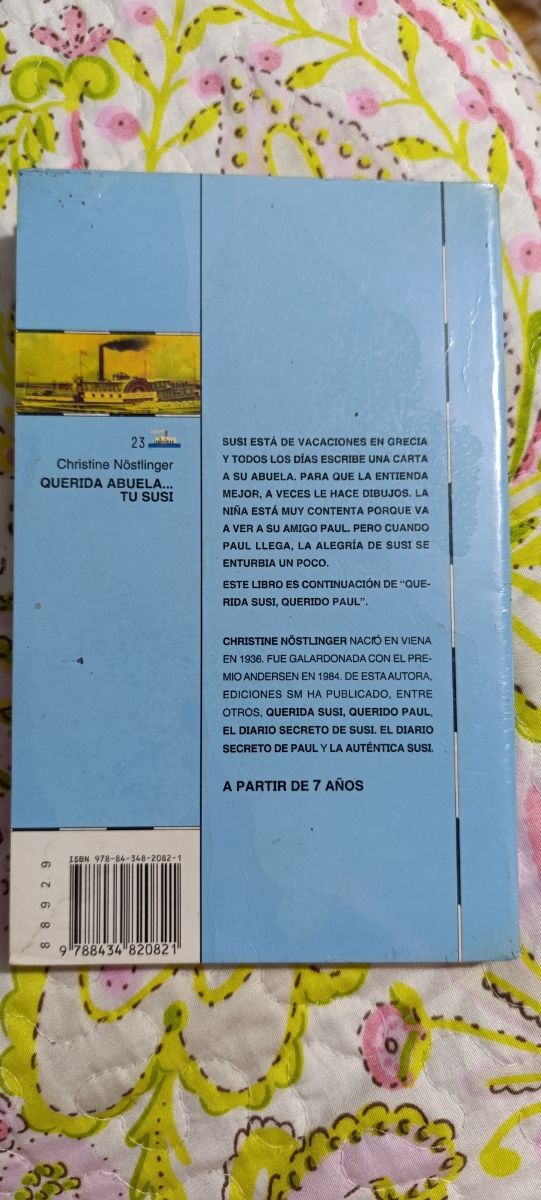 23
Christine Nöstlinger
QUERIDA ABUELA...
TU SUSI
SUSI ESTÁ DE VACACIONES EN GRECIA
Y TODOS LOS DÍAS ESCRIBE UNA CARTA
A SU ABUELA. PARA QUE LA ENTIENDA
MEJOR, A VECES LE HACE DIBUJOS. LA
NIÑA ESTÁ MUY CONTENTA PORQUE VA
A VER A SU AMIGO PAUL. PERO CUANDO
PAUL LLEGA, LA ALEGRÍA DE SUSI SE
ENTURBIA UN POCO.
ESTE LIBRO ES CONTINUACIÓN DE "QUE-
RIDA SUSI, QUERIDO PAUL".
CHRISTINE NÖSTLINGER NACIÓ EN VIENA
EN 1936. FUE GALARDONADA CON EL PRE-
MIO ANDERSEN EN 1984. DE ESTA AUTORA,
EDICIONES SM HA PUBLICADO, ENTRE
OTROS, QUERIDA SUSI, QUERIDO PAUL,
EL DIARIO SECRETO DE SUSI. EL DIARIO
SECRETO DE PAUL Y LA AUTÉNTICA SUSI.
A PARTIR DE 7 AÑOS
ISBN 978-84-348-2082-1
88929
9 788434 820821